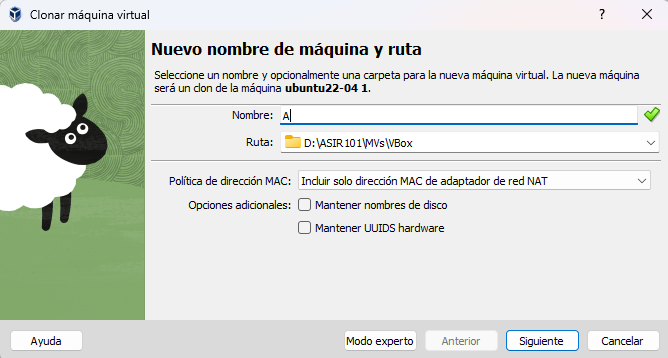 Clonar máquina virtual
Nuevo nombre de máquina y ruta
Seleccione un nombre y opcionalmente una carpeta para la nueva máquina virtual. La nueva máquina
será un clon de la máquina ubuntu22-04 1.
Nombre: A
Ruta: D:\ASIR101\MVs\VBox
Política de dirección MAC: Incluir solo dirección MAC de adaptador de red NAT
Opciones adicionales: Mantener nombres de disco
Mantener UUIDS hardware
Ayuda Modo experto Anterior Siguiente Cancelar